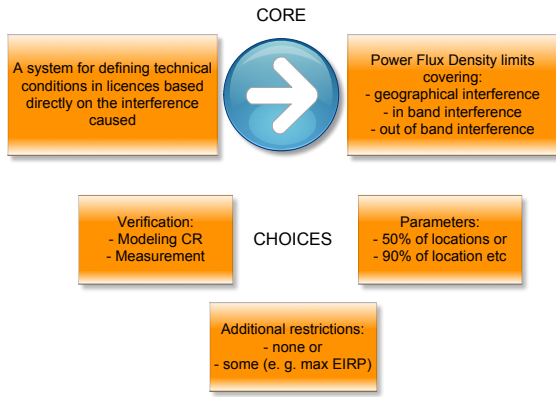 CORE
A system for defining technical
conditions in licences based
directly on the interference
caused
Power Flux Density limits
covering:
- geographical interference
- in band interference
- out of band interference
Verification:
- Modeling CR
- Measurement
CHOICES
Parameters:
- 50% of locations or
- 90% of location etc
Additional restrictions:
- none or
- some (e. g. max EIRP)